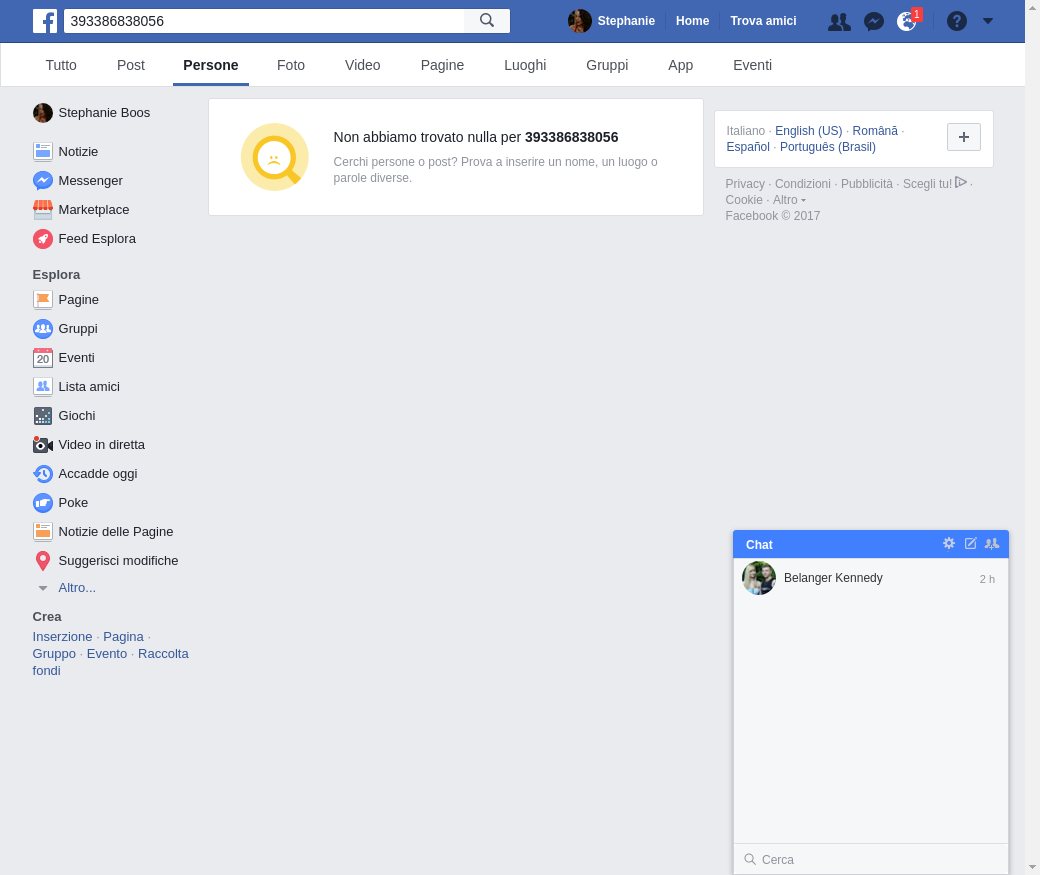 393386838056
Stephanie
Home
Trova amici
1
Tutto
Post
Persone
Foto
Video
Pagine
Luoghi
Gruppi
App
Eventi
Stephanie Boos
Notizie
Messenger
Marketplace
Feed Esplora
Esplora
Pagine
Gruppi
20
Eventi
Lista amici
Giochi
Video in diretta
Accadde oggi
Poke
Notizie delle Pagine
Suggerisci modifiche
Altro...
Crea
Inserzione · Pagina ·
Gruppo · Evento · Raccolta
fondi
Non abbiamo trovato nulla per 393386838056
Cerchi persone o post? Prova a inserire un nome, un luogo o
parole diverse.
Italiano · English (US) · Română ·
Español · Português (Brasil)
Privacy · Condizioni · Pubblicità · Scegli tu! ·
Cookie · Altro
Facebook © 2017
Chat
Belanger Kennedy
2 h
Cerca